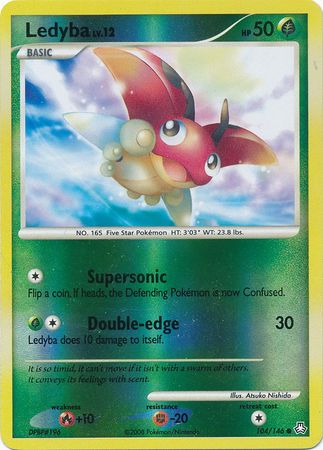 Ledyba LV.12 HP 50
BASIC
NO. 165 Five Star Pokémon HT: 3'03" WT: 23.8 lbs.
Supersonic
Flip a coin. If heads, the Defending Pokémon is now Confused.
Double-edge 30
Ledyba does 10 damage to itself.
It is so timid, it can't move if it isn't with a swarm of others.
It conveys its feelings with scent.
Illus. Atsuko Nishida
weakness resistance retreat cost
+10 -20
DPBP#196 ©2008 Pokémon/Nintendo 104/146